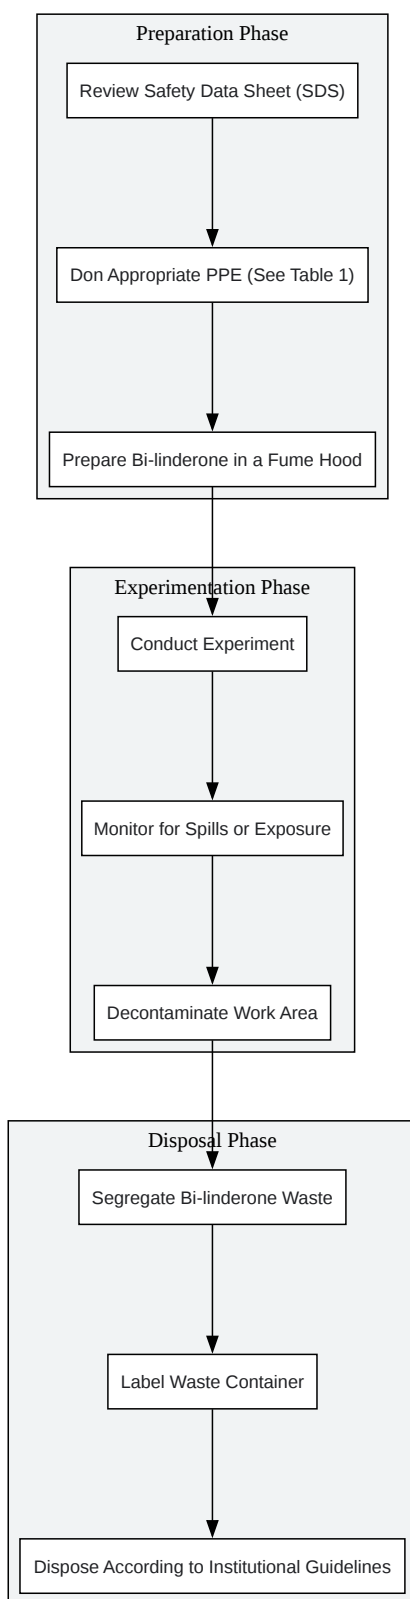 Preparation Phase
Review Safety Data Sheet (SDS)
Don Appropriate PPE (See Table 1)
Prepare Bi-linderone in a Fume Hood
Experimentation Phase
Conduct Experiment
Monitor for Spills or Exposure
Decontaminate Work Area
Disposal Phase
Segregate Bi-linderone Waste
Label Waste Container
Dispose According to Institutional Guidelines